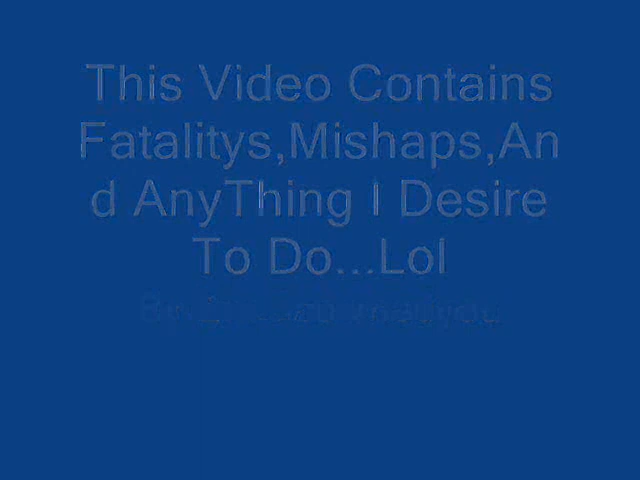 This Video Contains
Fatalitys,Mishaps,An
d AnyThing I Desire
To Do...Lol